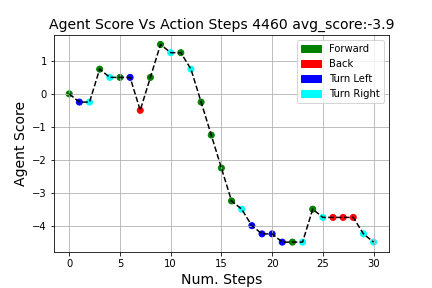 Agent Score Vs Action Steps 4460 avg_score:-3.9
Forward
Back
Turn Left
Turn Right
Agent Score
1
0
−1
−2
−3
−4
0 5 10 15 20 25 30
Num. Steps